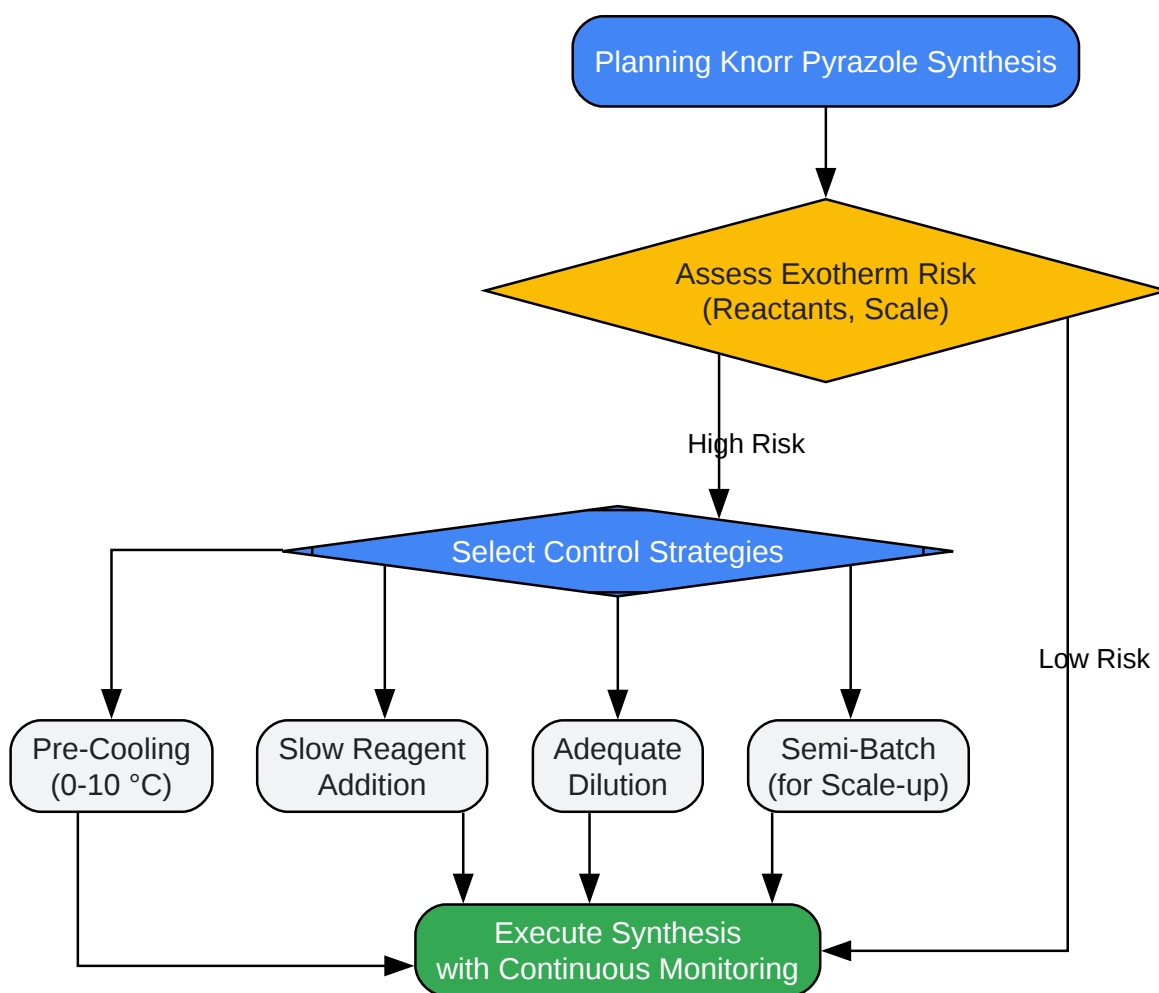 Planning Knorr Pyrazole Synthesis
Assess Exotherm Risk
(Reactants, Scale)
High Risk
Select Control Strategies
Low Risk
Pre-Cooling
(0-10 °C)
Slow Reagent
Addition
Adequate
Dilution
Semi-Batch
(for Scale-up)
Execute Synthesis
with Continuous Monitoring